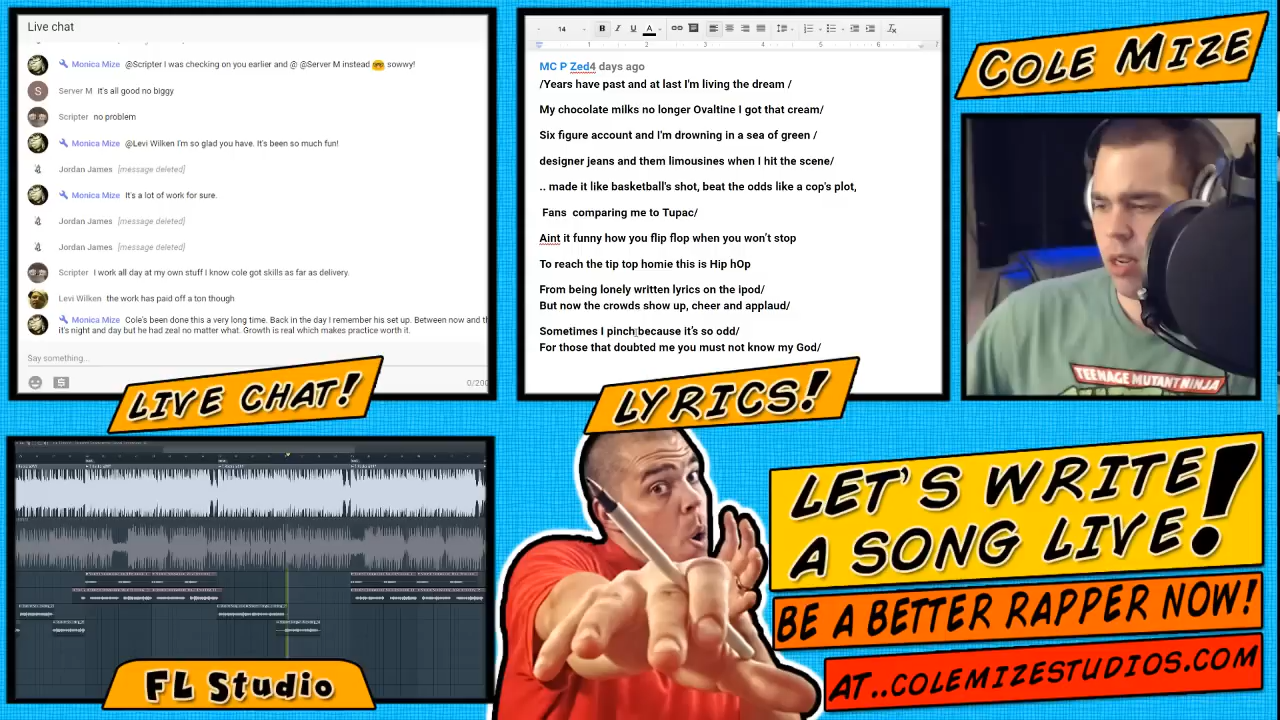 Live chat
Monica Mize @Scripter I was checking on you earlier and @ @Server M instead sowwy!
S Server M It's all good no biggy
Scripter no problem
Monica Mize @Levi Wilken I'm so glad you have. It's been so much fun!
Jordan James [message deleted]
Monica Mize It's a lot of work for sure.
Jordan James [message deleted]
Jordan James [message deleted]
Scripter I work all day at my own stuff I know cole got skills as far as delivery.
Levi Wilken the work has paid off a ton though
Monica Mize Cole's been done this a very long time. Back in the day I remember his set up. Between now and th
it's night and day but he had zeal no matter what. Growth is real which makes practice worth it.
Say something...
0/200
LIVE CHAT!
14 B I U A
1 2 3 4 5 6 7
MC P Zed4 days ago
/Years have past and at last I'm living the dream /
My chocolate milks no longer Ovaltine I got that cream/
Six figure account and I'm drowning in a sea of green /
designer jeans and them limousines when I hit the scene/
.. made it like basketball's shot, beat the odds like a cop's plot,
Fans comparing me to Tupac/
Aint it funny how you flip flop when you won't stop
To reach the tip top homie this is Hip hOp
From being lonely written lyrics on the ipod/
But now the crowds show up, cheer and applaud/
Sometimes I pinch because it's so odd/
For those that doubted me you must not know my God/
LYRICS!
COLE MIZE
TEENAGE MUTANT NINJA
FL Studio
LET'S WRITE
A SONG LIVE!
BE A BETTER RAPPER NOW!
AT..COLEMIZESTUDIOS.COM